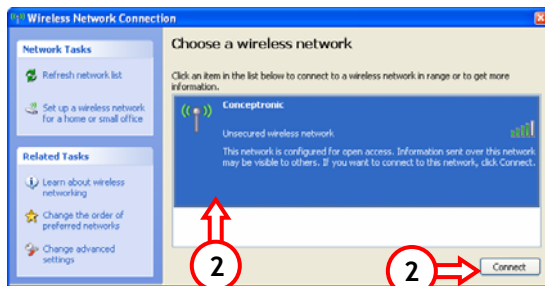 Wireless Network Connection
Network Tasks
Refresh network list
Set up a wireless network
for a home or small office
Related Tasks
Learn about wireless
networking
Change the order of
preferred networks
Change advanced
settings
Choose a wireless network
Click an item in the list below to connect to a wireless network in range or to get more
information.
Conceptronic
Unsecured wireless network
This network is configured for open access. Information sent over this network
may be visible to others. If you want to connect to this network, click Connect.
2
2
Connect